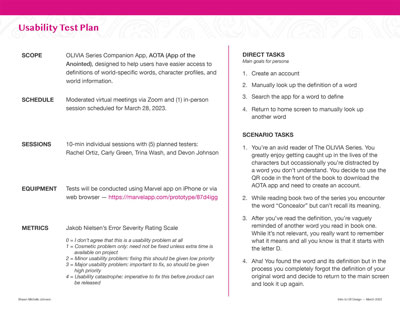 Usability Test Plan
SCOPE
OLIVIA Series Companion App, AOTA (App of the
Anointed), designed to help users have easier access to
definitions of world-specific words, character profiles, and
world information.
SCHEDULE
Moderated virtual meetings via Zoom and (1) in-person
session scheduled for March 28, 2023.
SESSIONS
10-min individual sessions with (5) planned testers:
Rachel Ortiz, Carly Green, Trina Wash, and Devon Johnson
EQUIPMENT
Tests will be conducted using Marvel app on iPhone or via
web browser — https://marvelapp.com/prototype/87d4igg
METRICS
Jakob Nielsen's Error Severity Rating Scale
0 = I don't agree that this is a usability problem at all
1 = Cosmetic problem only: need not be fixed unless extra time is
available on project
2 = Minor usability problem: fixing this should be given low priority
3 = Major usability problem: important to fix, so should be given
high priority
4 = Usability catastrophe: imperative to fix this before product can
be released
DIRECT TASKS
Main goals for persona
1. Create an account
2. Manually look up the definition of a word
3. Search the app for a word to define
4. Return to home screen to manually look up
another word
SCENARIO TASKS
1. You're an avid reader of The OLIVIA Series. You
greatly enjoy getting caught up in the lives of the
characters but occassionally you're distracted by
a word you don't understand. You decide to use the
QR code in the front of the book to download the
AOTA app and need to create an account.
2. While reading book two of the series you encounter
the word "Concealor" but can't recall its meaning.
3. After you've read the definition, you're vaguely
reminded of another word you read in book one.
While it's not relevant, you really want to remember
what it means and all you know is that it starts with
the letter D.
4. Aha! You found the word and its definition but in the
process you completely forgot the definition of your
original word and decide to return to the main screen
and look it up again.